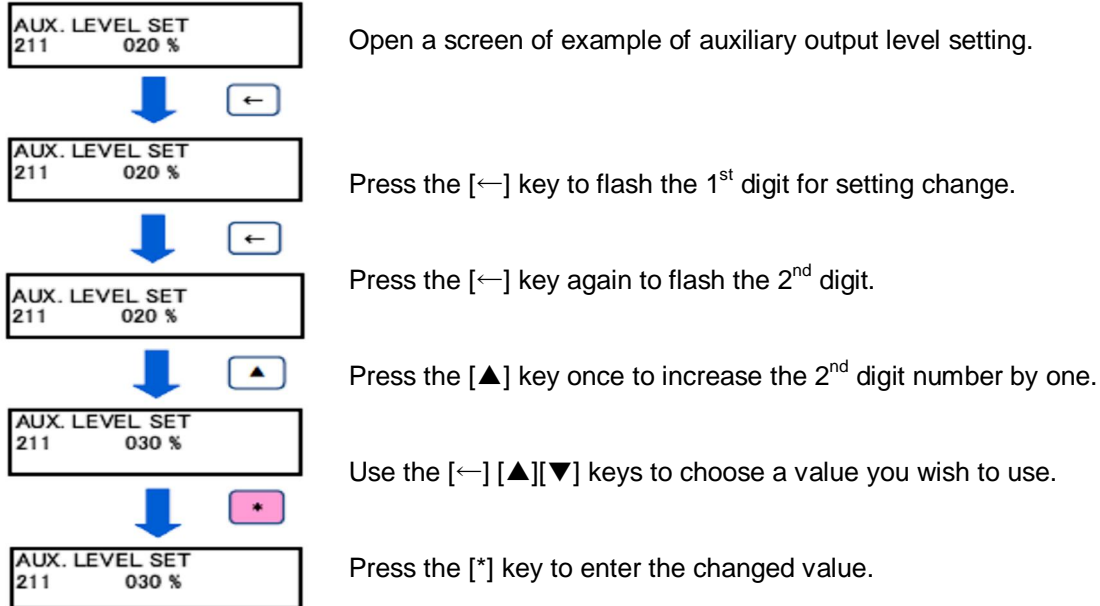 AUX. LEVEL SET
211 020 %
Open a screen of example of auxiliary output level setting.
←
AUX. LEVEL SET
211 020 %
Press the [←] key to flash the 1st digit for setting change.
←
Press the [←] key again to flash the 2nd digit.
AUX. LEVEL SET
211 020 %
▲
Press the [▲] key once to increase the 2nd digit number by one.
AUX. LEVEL SET
211 030 %
Use the [←] [▲][▼] keys to choose a value you wish to use.
*
AUX. LEVEL SET
211 030 %
Press the [*] key to enter the changed value.